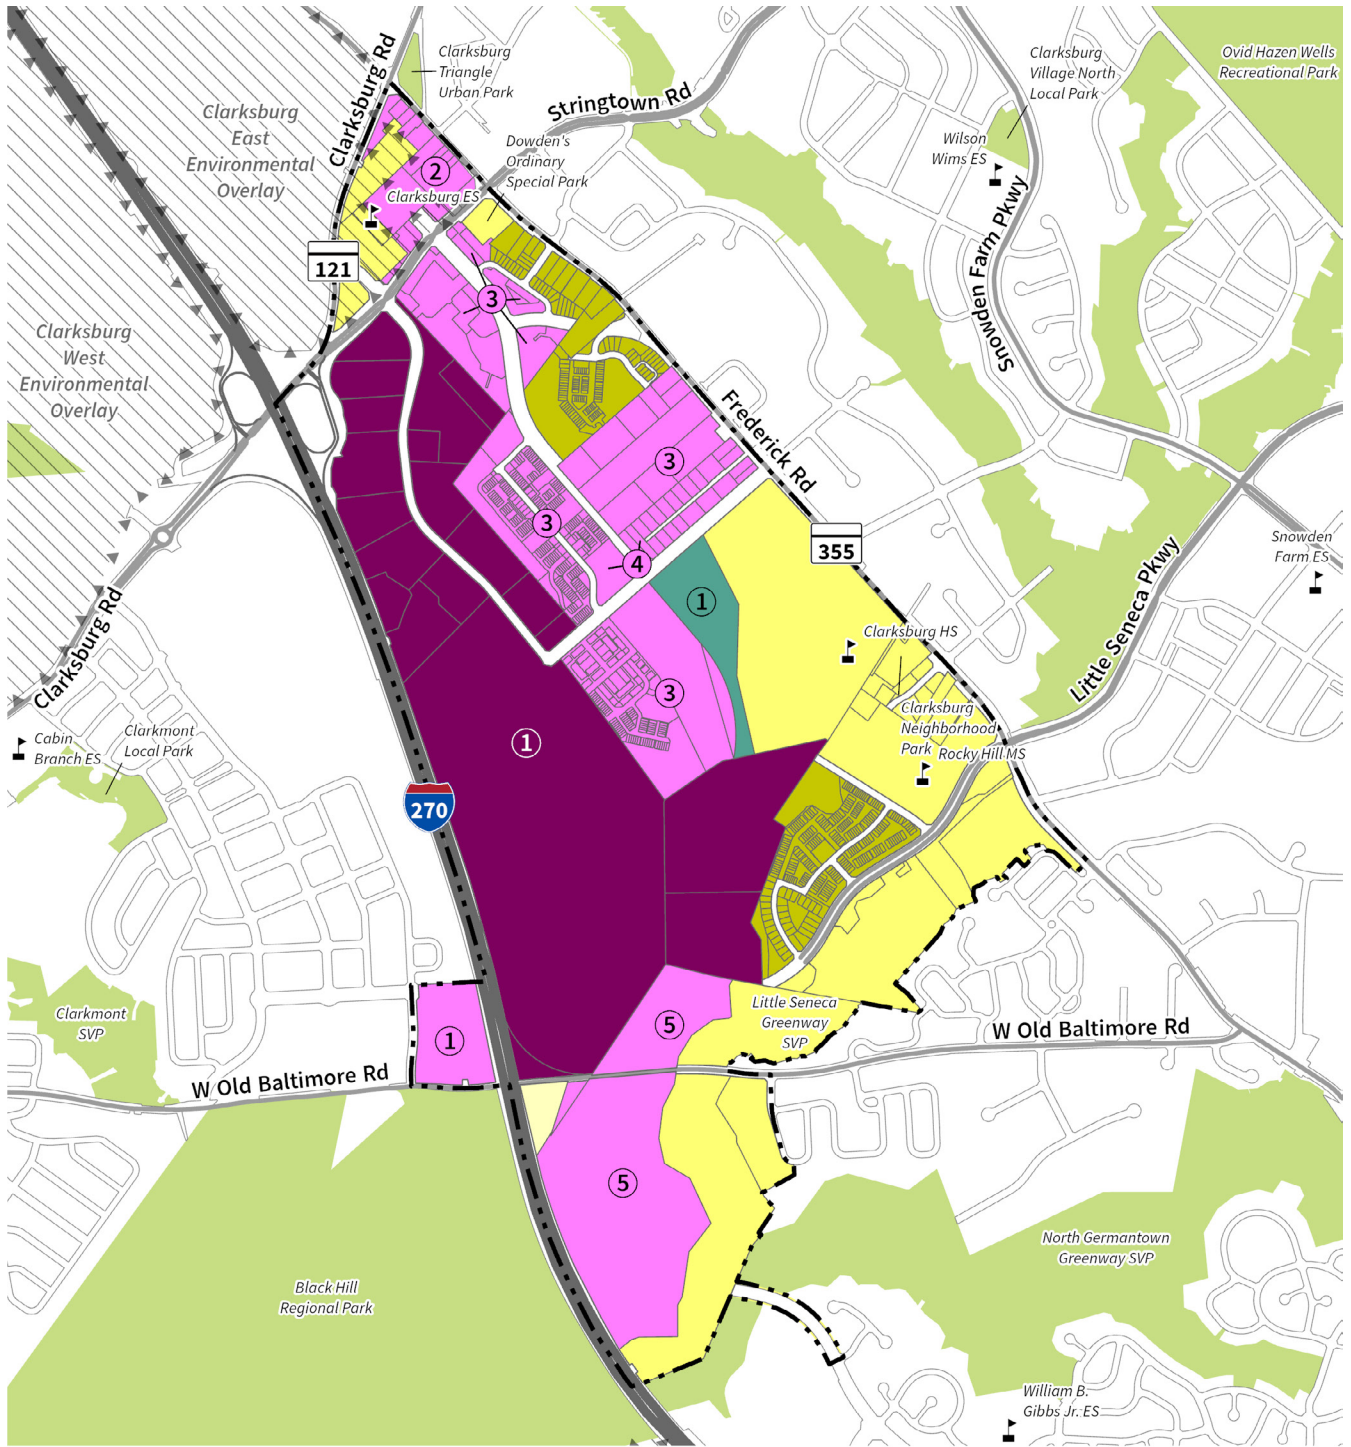 Clarksburg
Triangle
Urban Park
Clarksburg
Village North
Local Park
Ovid Hazen Wells
Recreational Park
Clarksburg Rd
Stringtown Rd
Clarksburg
East
Environmental
Overlay
Dowden's
Ordinary
Special Park
Wilson
Wims ES
2
Clarksburg ES
Snowden Farm Pkwy
121
3
Clarksburg
West
Environmental
Overlay
Frederick Rd
3
3
355
4
Snowden
Farm ES
1
Little Seneca Pkwy
Clarksburg Rd
Clarksburg HS
3
Clarksburg
Neighborhood
Park
Rocky Hill MS
Cabin
Branch ES
Clarkmont
Local Park
1
270
Clarkmont
SVP
Little Seneca
Greenway
SVP
5
W Old Baltimore Rd
1
W Old Baltimore Rd
5
North Germantown
Greenway SVP
Black Hill
Regional Park
William B.
Gibbs Jr. ES